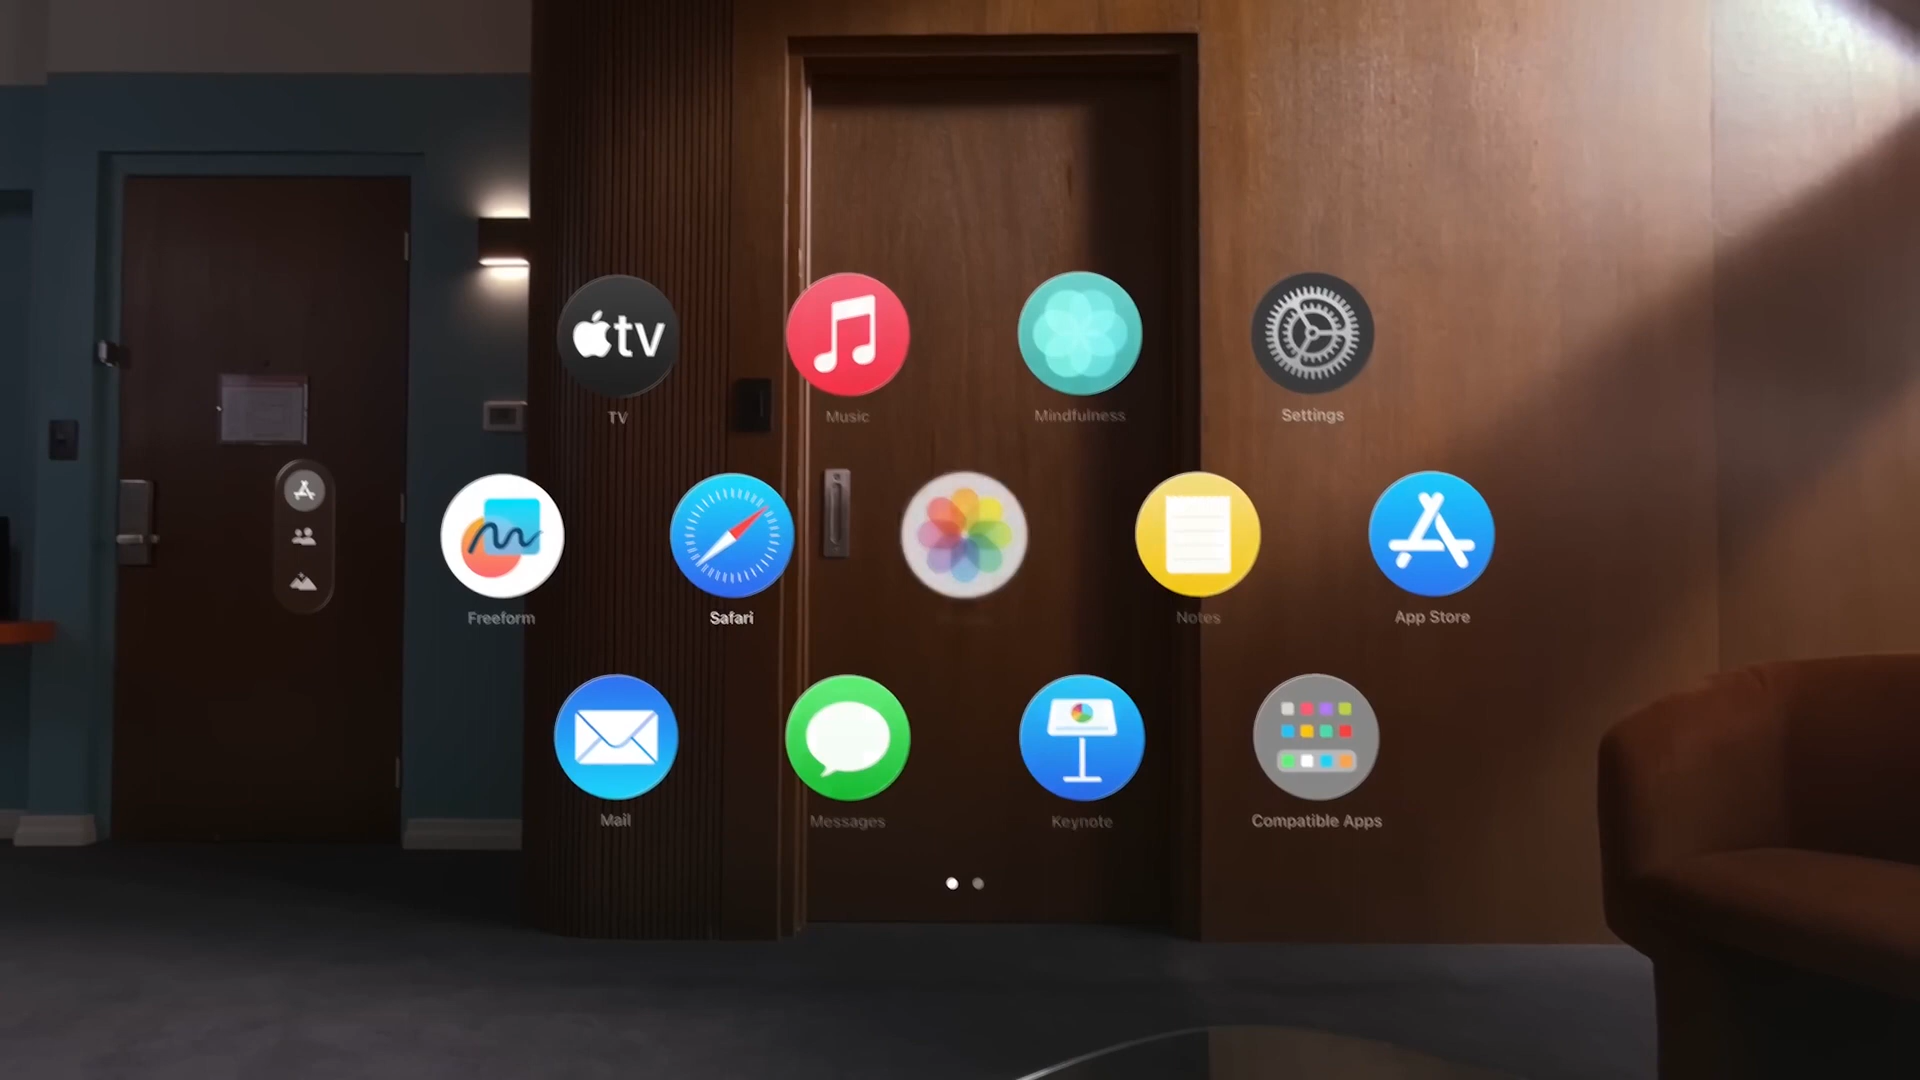 tv
TV
Music
Mindfulness
Settings
Freeform
Safari
Notes
App Store
Mail
Messages
Keynote
Compatible Apps